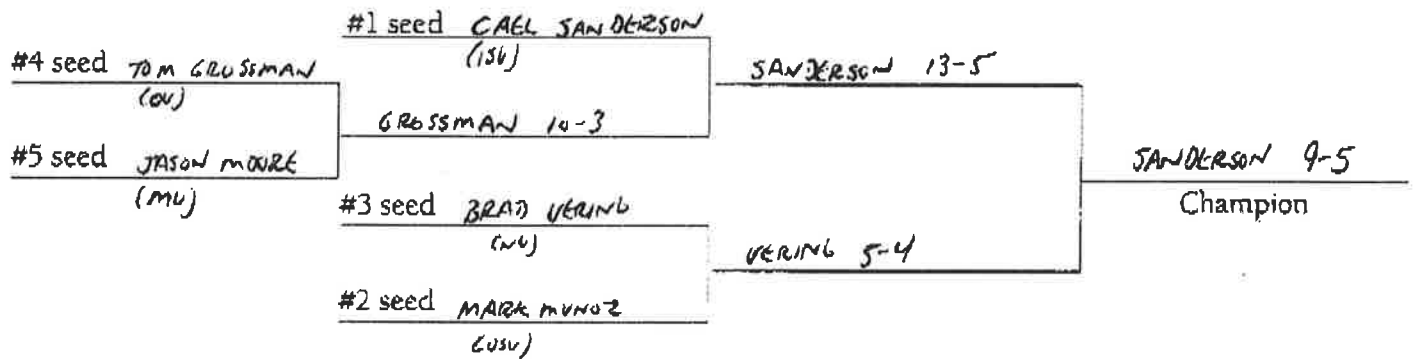 #1 seed CAEL SANDERSON
(ISU)
#4 seed TOM GROSSMAN
(OU)
SANDERSON 13-5
GROSSMAN 10-3
#5 seed JASON MOORE
(MU)
SANDERSON 9-5
Champion
#3 seed BRAD VERING
(NU)
VERING 5-4
#2 seed MARK MUNOZ
(OSU)